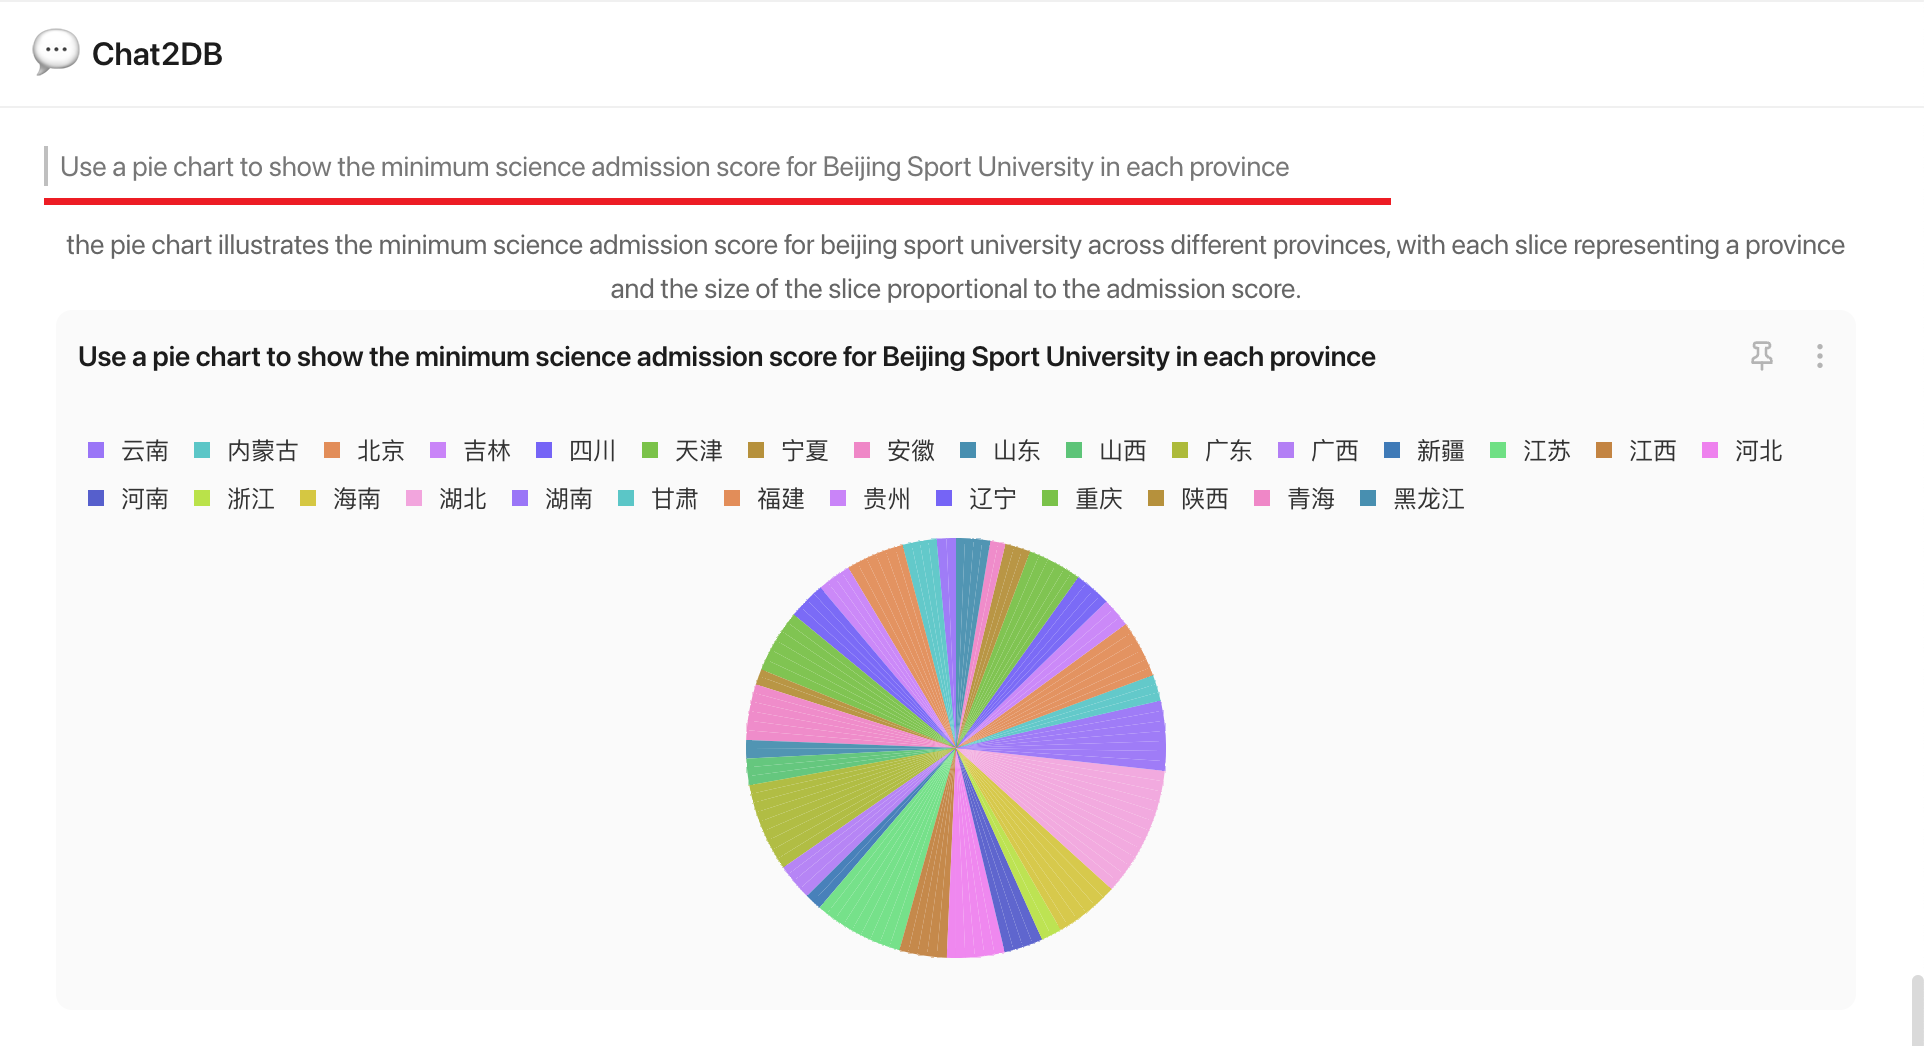 Chat2DB
Use a pie chart to show the minimum science admission score for Beijing Sport University in each province
the pie chart illustrates the minimum science admission score for beijing sport university across different provinces, with each slice representing a province
and the size of the slice proportional to the admission score.
Use a pie chart to show the minimum science admission score for Beijing Sport University in each province
云南 内蒙古 北京 吉林 四川 天津 宁夏 安徽 山东 山西 广东 广西 新疆 江苏 江西 河北
河南 浙江 海南 湖北 湖南 甘肃 福建 贵州 辽宁 重庆 陕西 青海 黑龙江